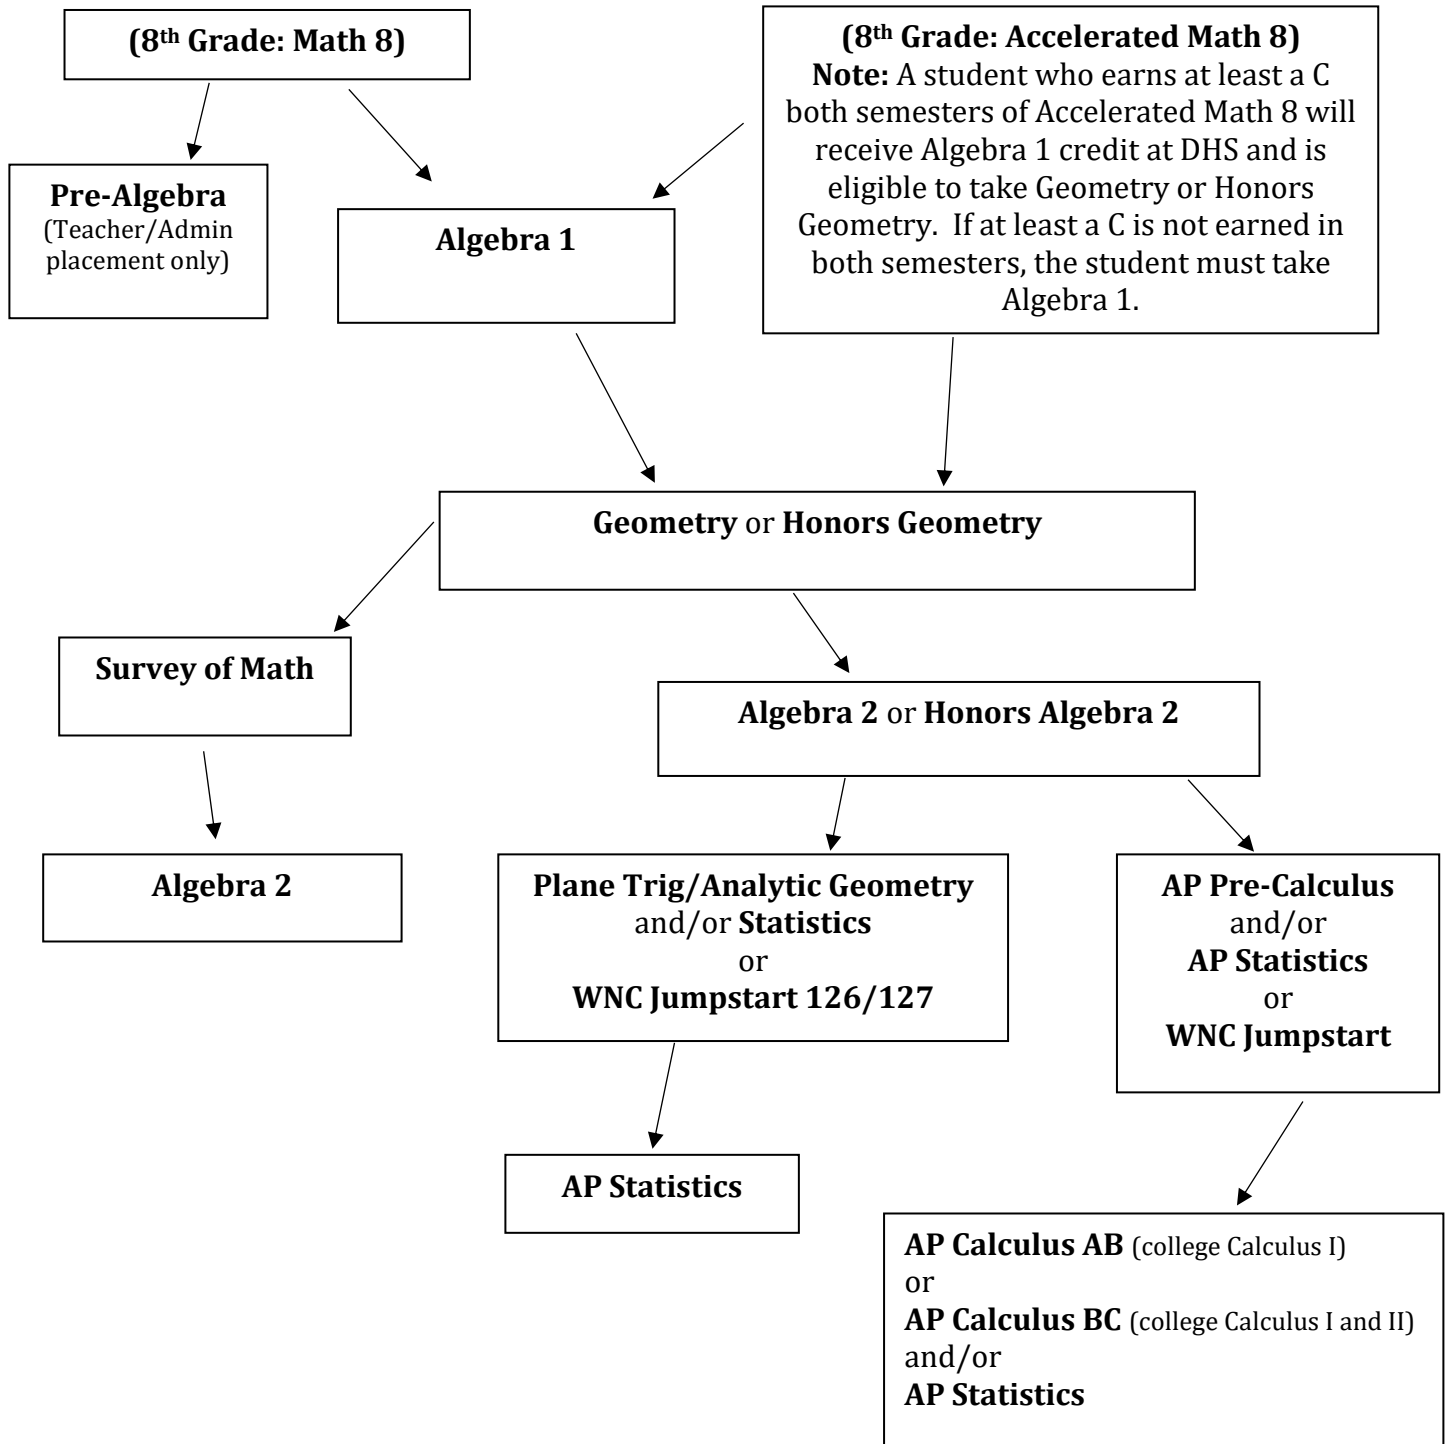 (8th Grade: Math 8)
(8th Grade: Accelerated Math 8)
Note: A student who earns at least a C
both semesters of Accelerated Math 8 will
receive Algebra 1 credit at DHS and is
eligible to take Geometry or Honors
Geometry.  If at least a C is not earned in
both semesters, the student must take
Algebra 1.
Pre-Algebra
(Teacher/Admin
placement only)
Algebra 1
Geometry or Honors Geometry
Survey of Math
Algebra 2 or Honors Algebra 2
Algebra 2
Plane Trig/Analytic Geometry
and/or Statistics
or
WNC Jumpstart 126/127
AP Pre-Calculus
and/or
AP Statistics
or
WNC Jumpstart
AP Statistics
AP Calculus AB (college Calculus I)
or
AP Calculus BC (college Calculus I and II)
and/or
AP Statistics